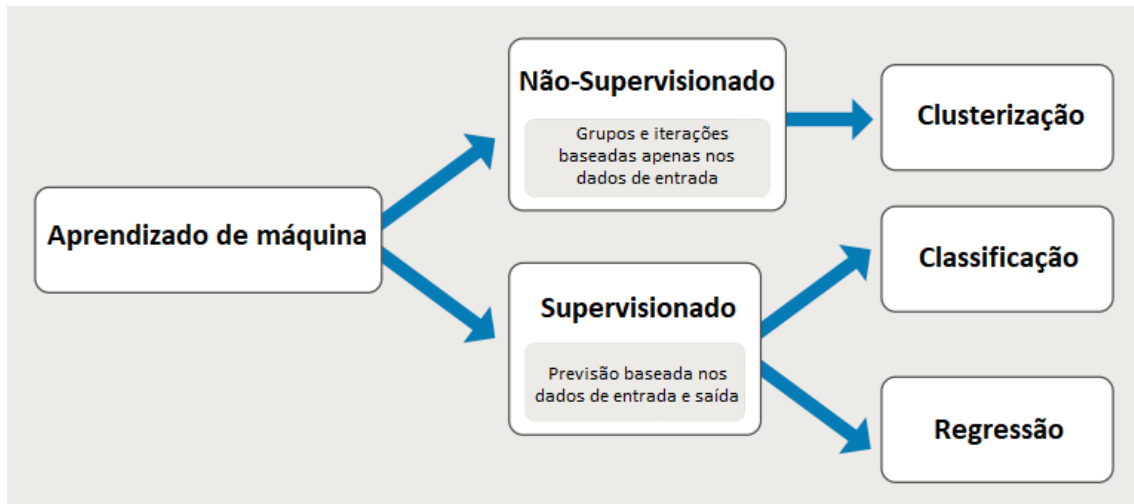 Aprendizado de máquina
Não-Supervisionado
Grupos e iterações
baseadas apenas nos
dados de entrada
Supervisionado
Previsão baseada nos
dados de entrada e saída
Clusterização
Classificação
Regressão